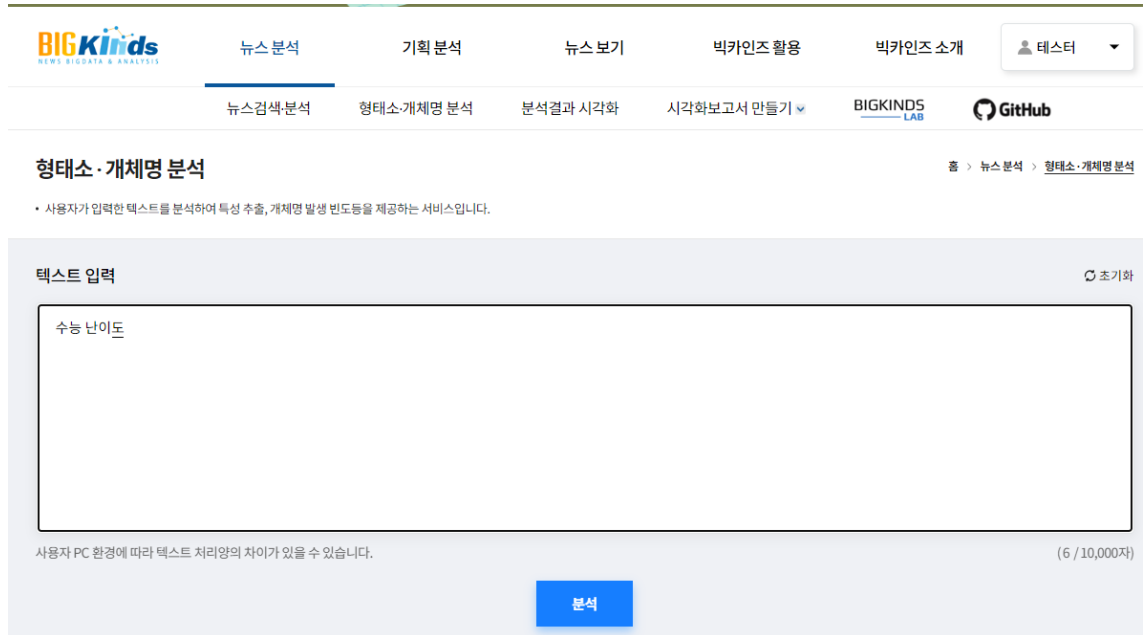 BIGKinds
NEWS BIGDATA & ANALYSIS
뉴스 분석 기획 분석 뉴스 보기 빅카인즈 활용 빅카인즈 소개 테스터
뉴스검색·분석 형태소·개체명 분석 분석결과 시각화 시각화보고서 만들기 BIGKINDS LAB GitHub
형태소·개체명 분석
홈 > 뉴스 분석 > 형태소·개체명 분석
• 사용자가 입력한 텍스트를 분석하여 특성 추출, 개체명 발생 빈도등을 제공하는 서비스입니다.
텍스트 입력 초기화
수능 난이도
사용자 PC 환경에 따라 텍스트 처리양의 차이가 있을 수 있습니다. (6 / 10,000자)
분석